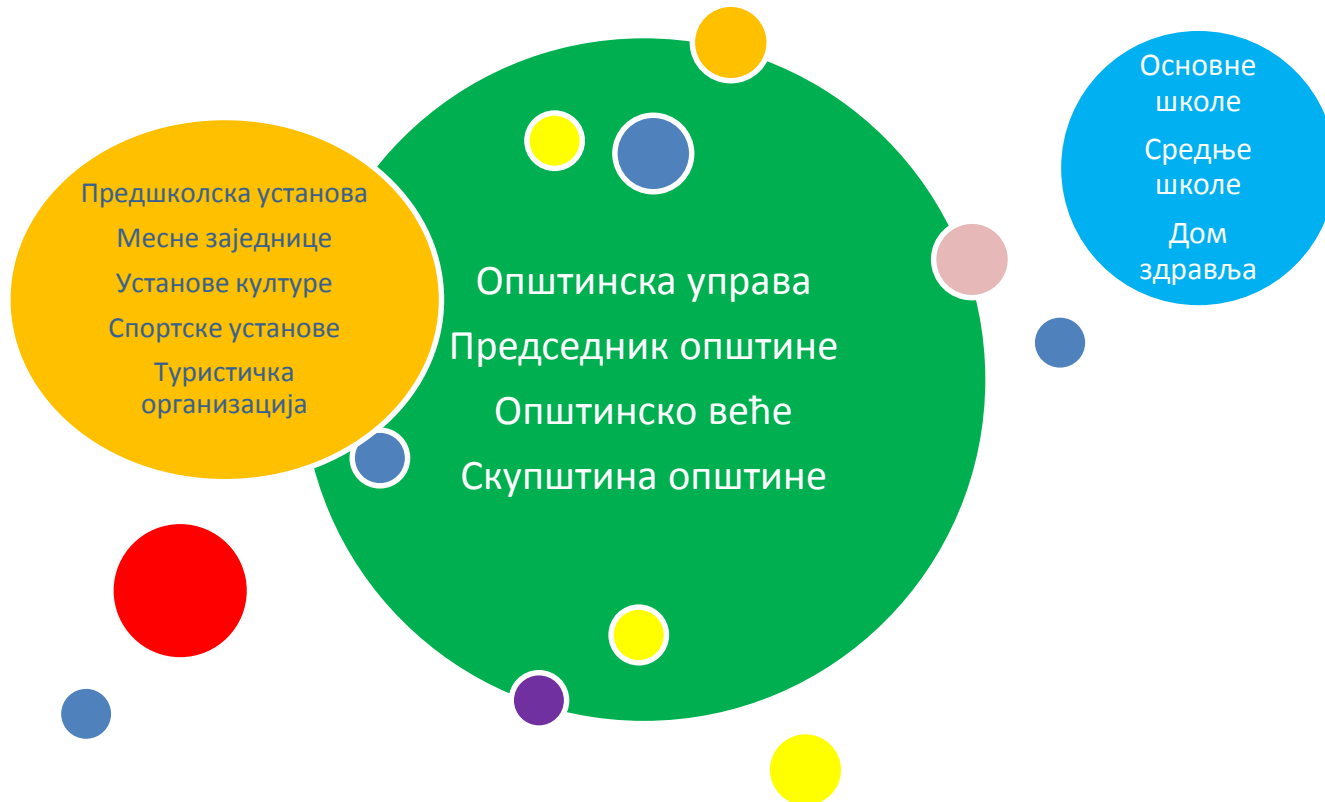 Предшколска установа
Месне заједнице
Установе културе
Спортске установе
Туристичка
организација
Општинска управа
Председник општине
Општинско веће
Скупштина општине
Основне
школе
Средње
школе
Дом
здравља